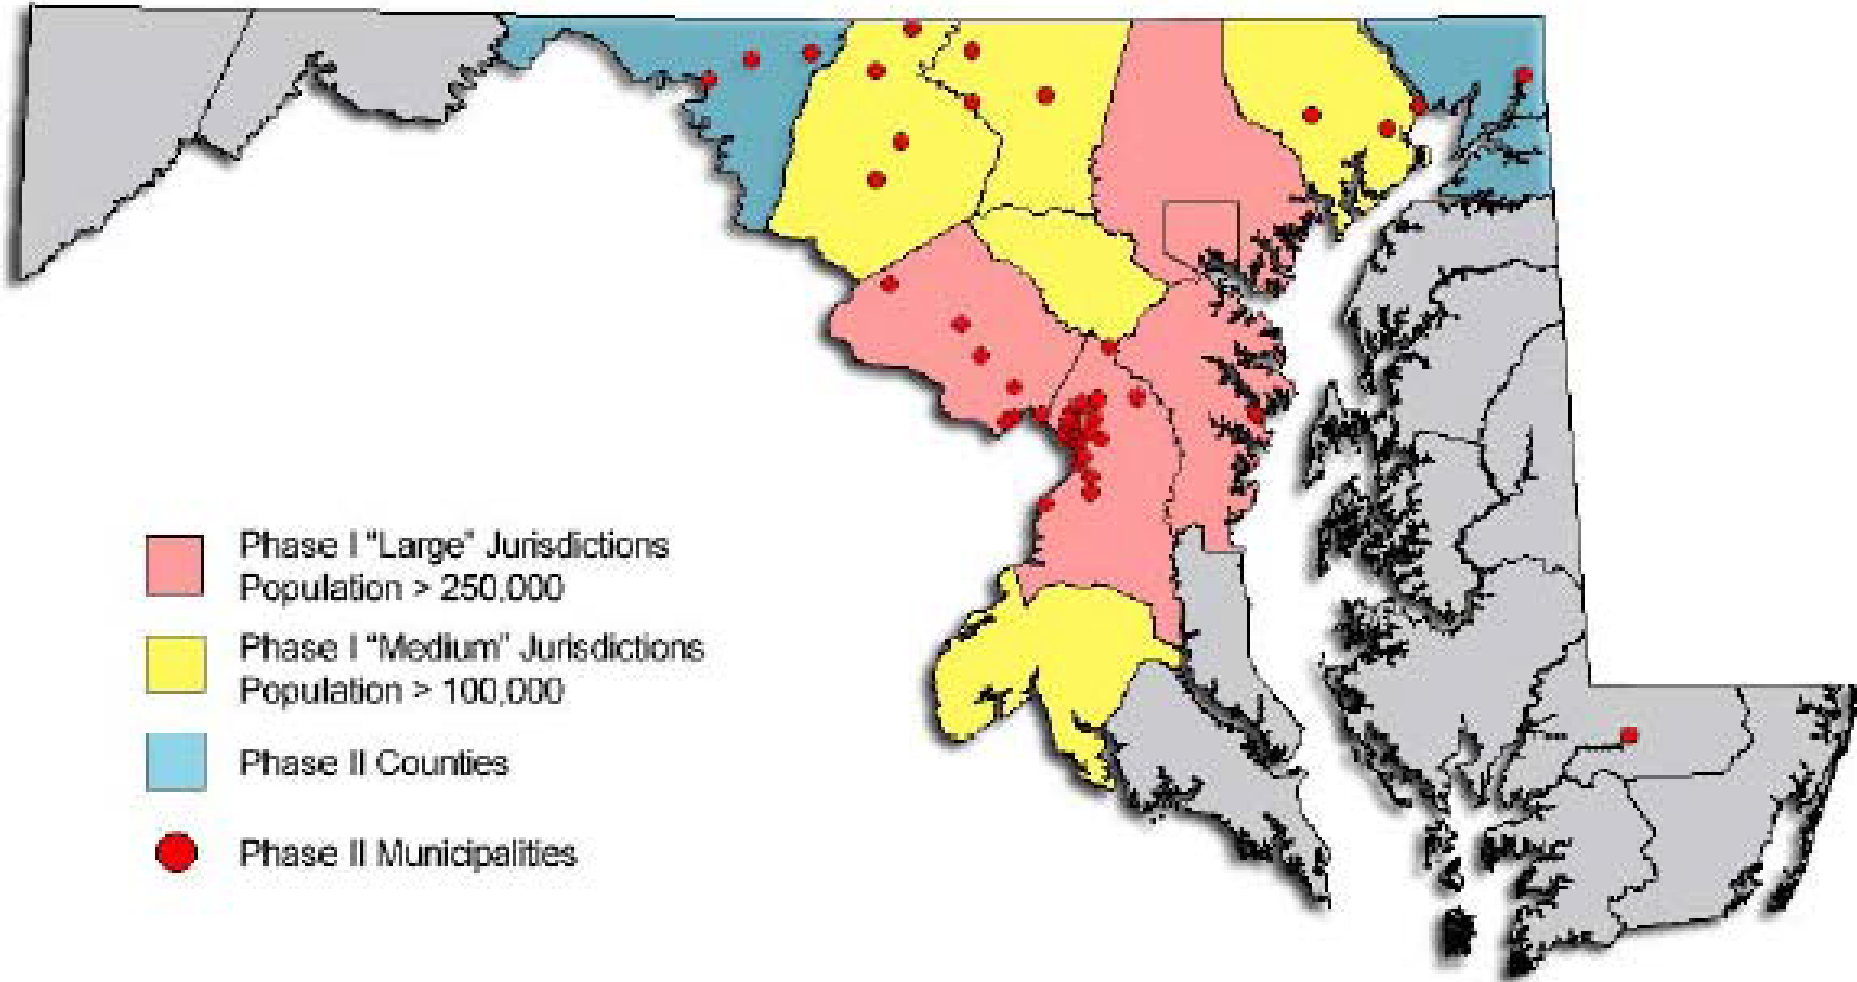 Phase I “Large” Jurisdictions
Population > 250,000
Phase I “Medium” Jurisdictions
Population > 100,000
Phase II Counties
Phase II Municipalities